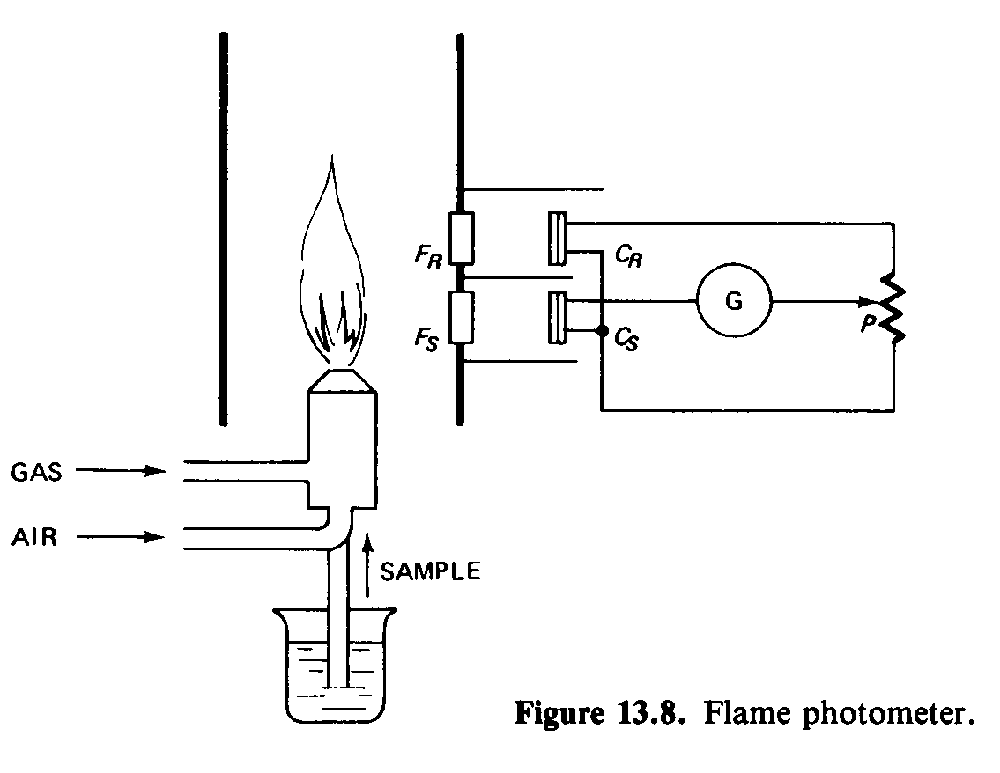 F_R
C_R
G
P
F_S
C_S
GAS
AIR
SAMPLE
Figure 13.8. Flame photometer.